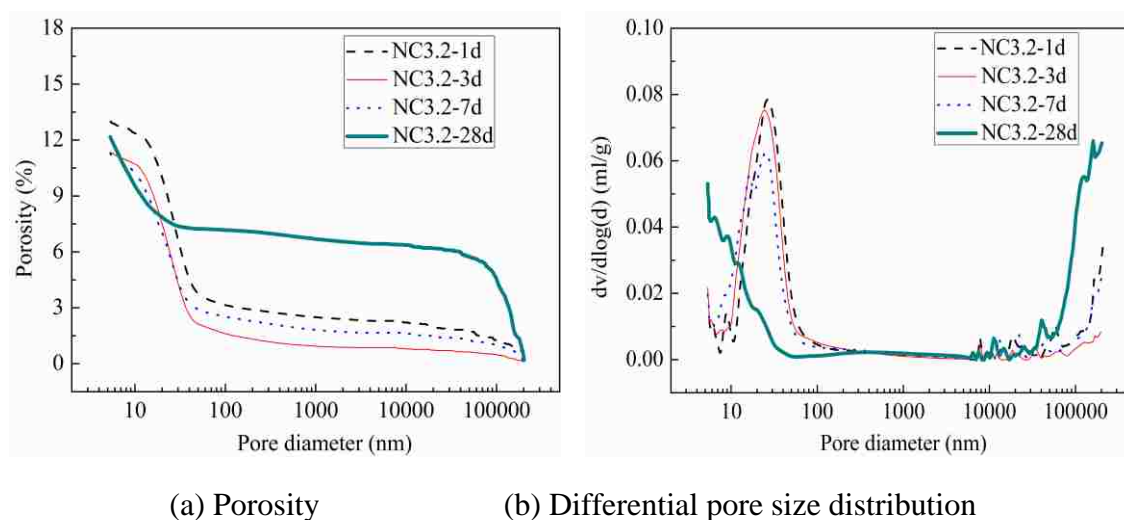 18
15
12
9
6
3
0
Porosity (%)
NC3.2-1d
NC3.2-3d
NC3.2-7d
NC3.2-28d
10 100 1000 10000 100000
Pore diameter (nm)
0.10
0.08
0.06
0.04
0.02
0.00
dv/dlog(d) (ml/g)
NC3.2-1d
NC3.2-3d
NC3.2-7d
NC3.2-28d
10 100 1000 10000 100000
Pore diameter (nm)
(a) Porosity (b) Differential pore size distribution